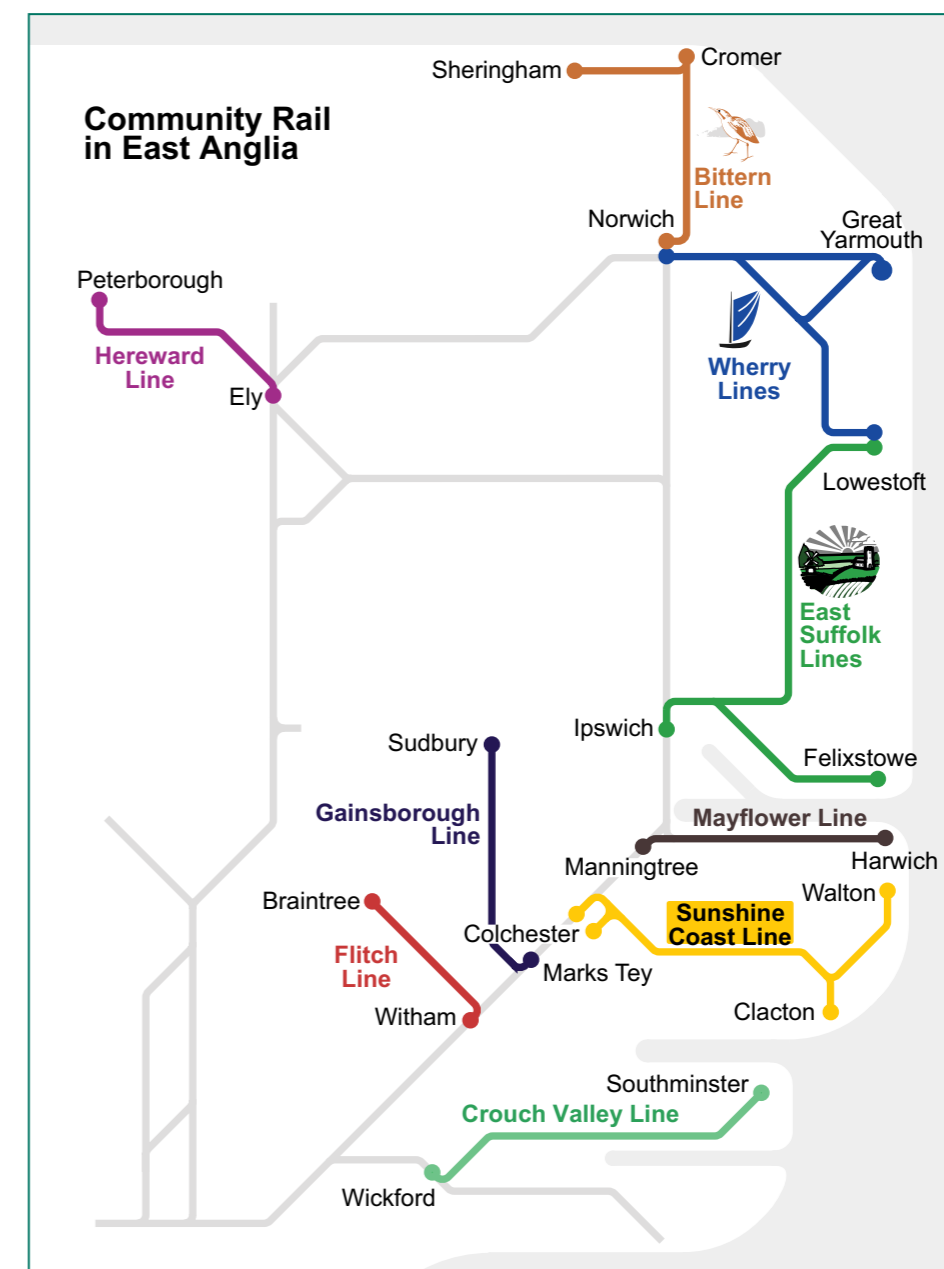 Cromer
Sheringham
Community Rail
in East Anglia
Bittern
Line
Norwich
Great
Yarmouth
Peterborough
Hereward
Line
Wherry
Lines
Ely
Lowestoft
East
Suffolk
Lines
Ipswich
Sudbury
Felixstowe
Gainsborough
Line
Mayflower Line
Harwich
Manningtree
Walton
Braintree
Sunshine
Coast Line
Colchester
Flitch
Line
Marks Tey
Witham
Clacton
Southminster
Crouch Valley Line
Wickford